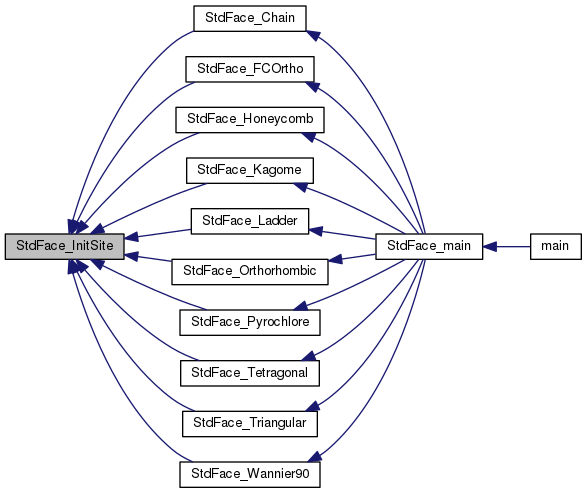 StdFace_Chain
StdFace_FCOrtho
StdFace_Honeycomb
StdFace_Kagome
StdFace_Ladder
StdFace_InitSite
StdFace_main
main
StdFace_Orthorhombic
StdFace_Pyrochlore
StdFace_Tetragonal
StdFace_Triangular
StdFace_Wannier90